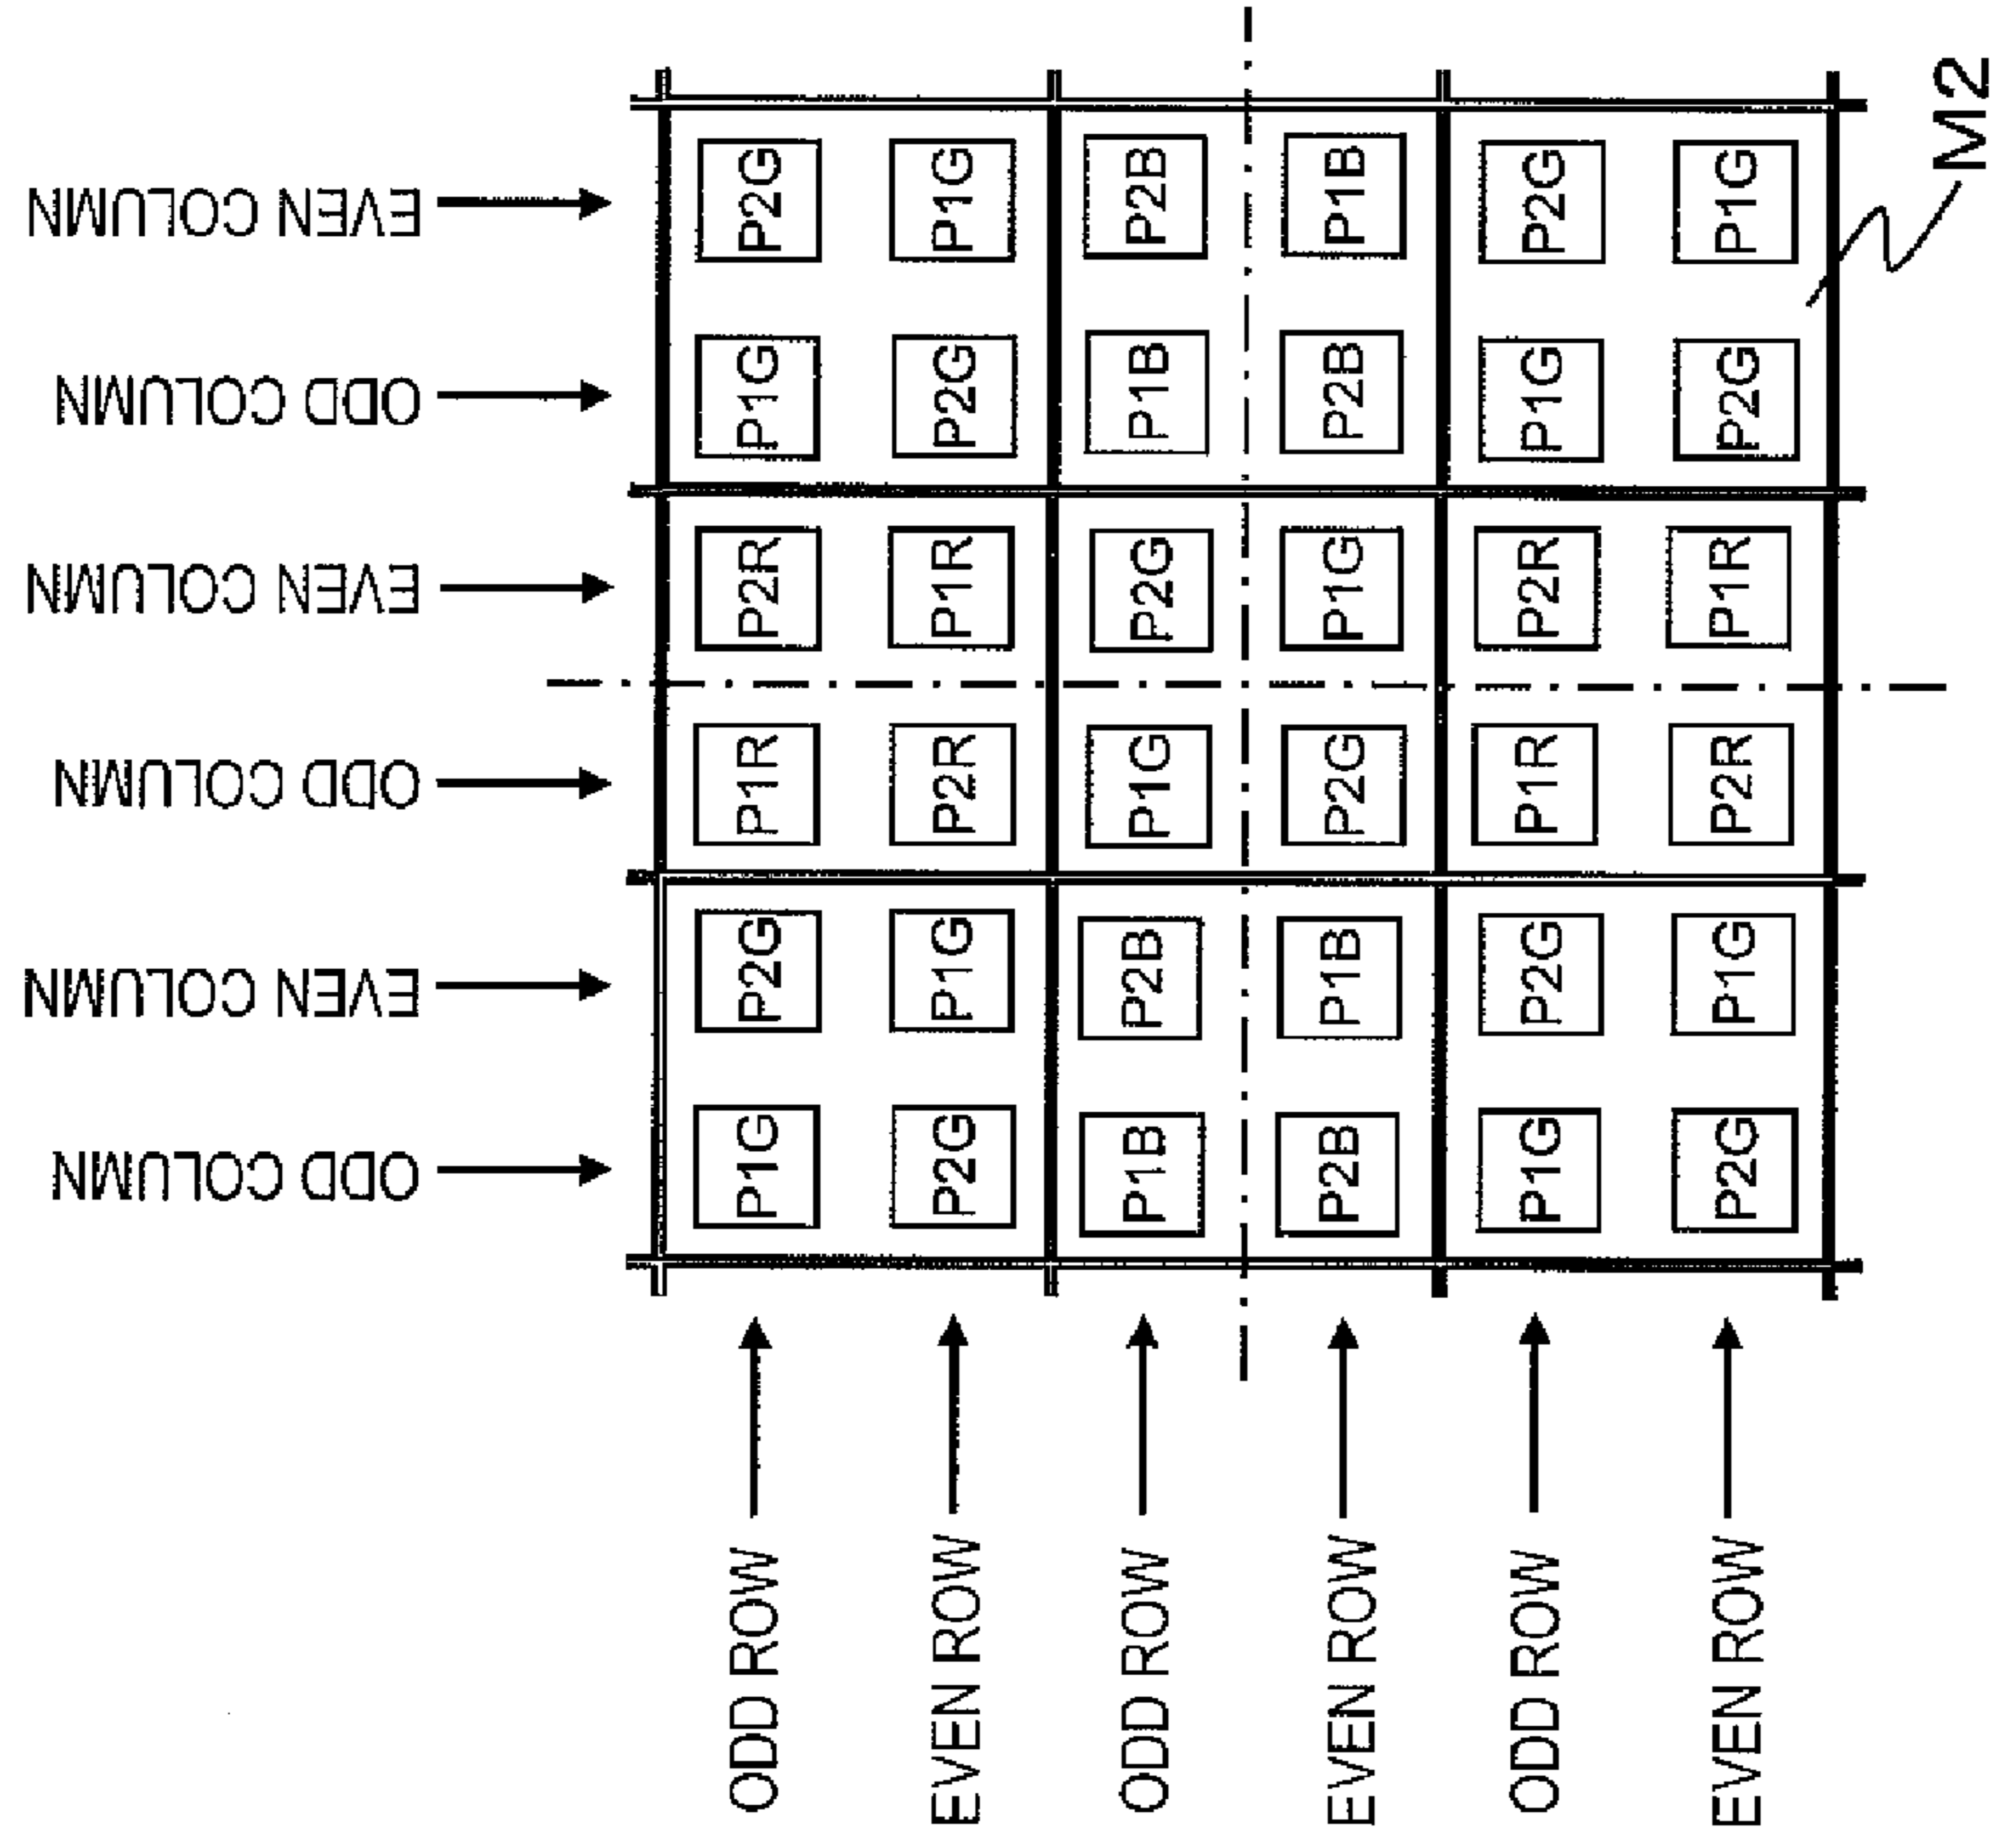 ODD COLUMN
EVEN COLUMN
ODD COLUMN
EVEN COLUMN
ODD COLUMN
EVEN COLUMN
ODD ROW P1G P2G P1R P2R P1G P2G
EVEN ROW P2G P1G P2R P1R P2G P1G
ODD ROW P1B P2B P1G P2G P1B P2B
EVEN ROW P2B P1B P2G P1G P2B P1B
ODD ROW P1G P2G P1R P2R P1G P2G
EVEN ROW P2G P1G P2R P1R P2G P1G
M2